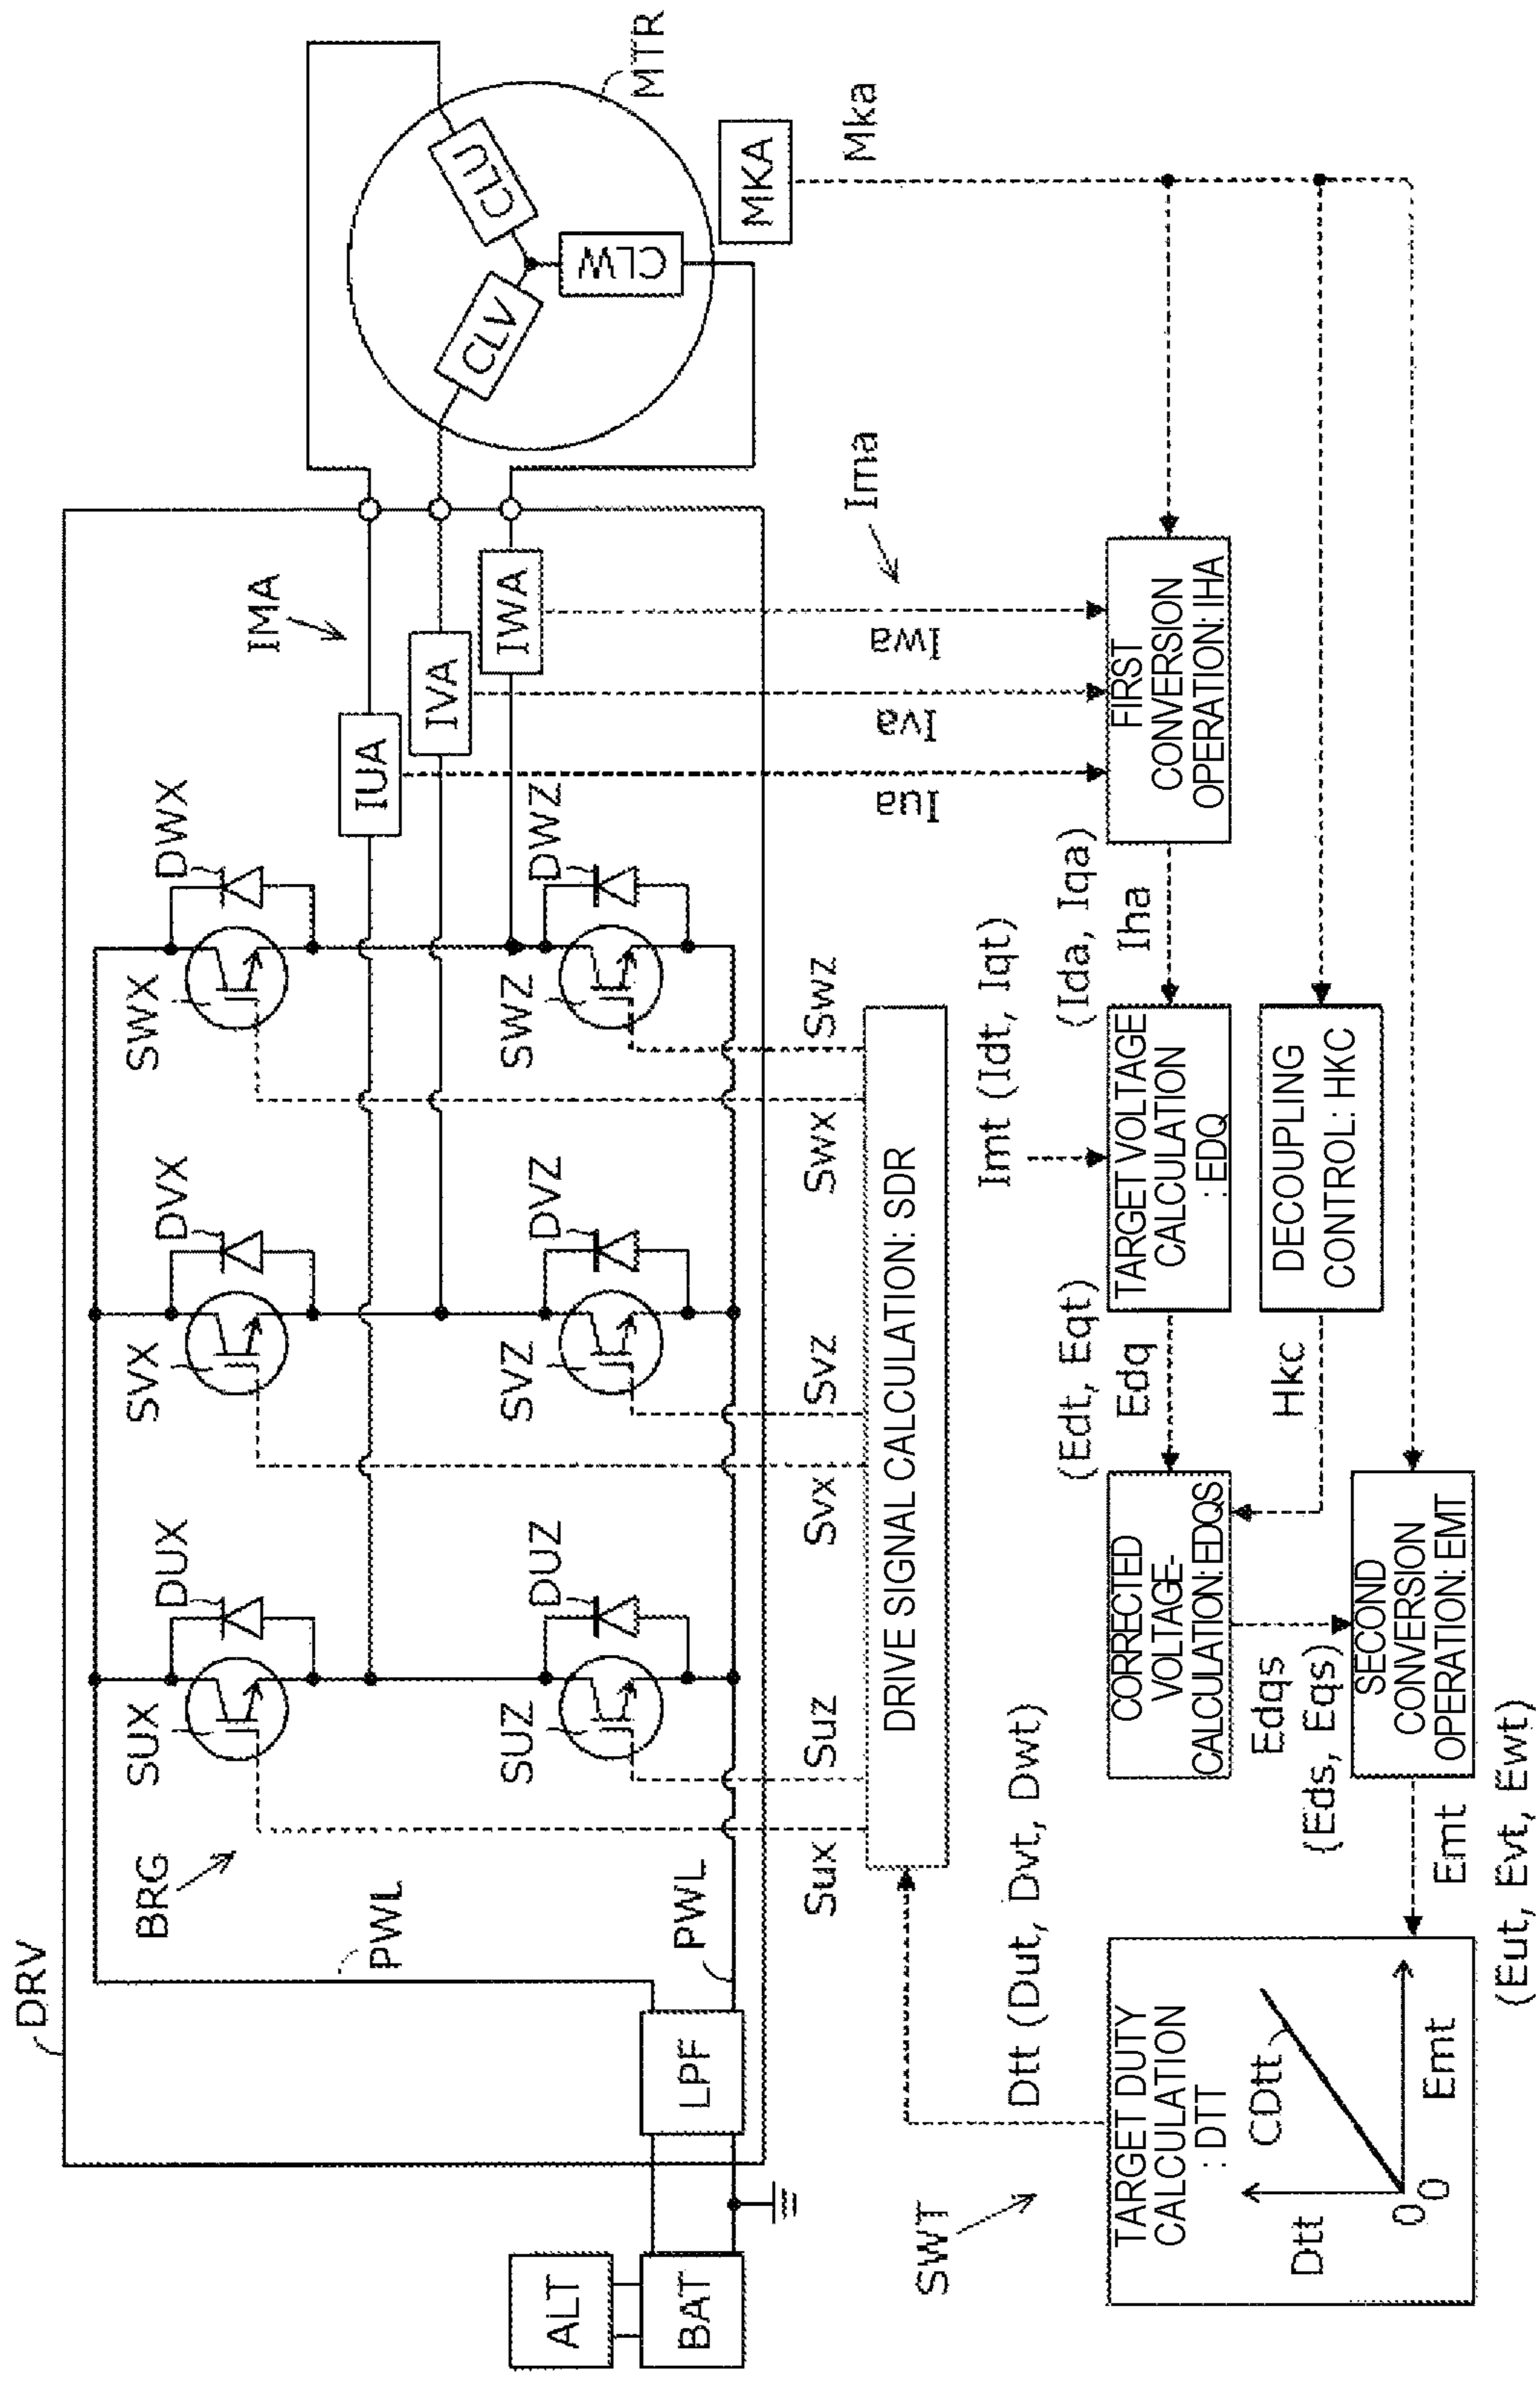 DRV
BRG
PWL
PWL
ALT
BAT
LPF
SUX
DUX
SVX
DVX
SWX
DWX
SUZ
DUZ
SVZ
DVZ
SWZ
DWZ
IMA
IUA
IVA
IWA
CLU
CLV
CLW
MTR
MKA
Mka
Sux
Suz
Svx
Svz
Swx
Swz
Iua
Iva
Iwa
Ima
DRIVE SIGNAL CALCULATION: SDR
SWT
Dtt (Dut, Dvt, Dwt)
Imt (Idt, Iqt)
TARGET DUTY
CALCULATION
: DTT
Dtt
CDtt
0
0
Emt
CORRECTED
VOLTAGE-
CALCULATION: EDQS
(Edt, Eqt)
Edq
TARGET VOLTAGE
CALCULATION
: EDQ
(Ida, Iqa)
Iha
FIRST
CONVERSION
OPERATION: IHA
Edqs
(Eds, Eqs)
Hkc
DECOUPLING
CONTROL: HKC
SECOND
CONVERSION
OPERATION: EMT
Emt
(Eut, Evt, Ewt)